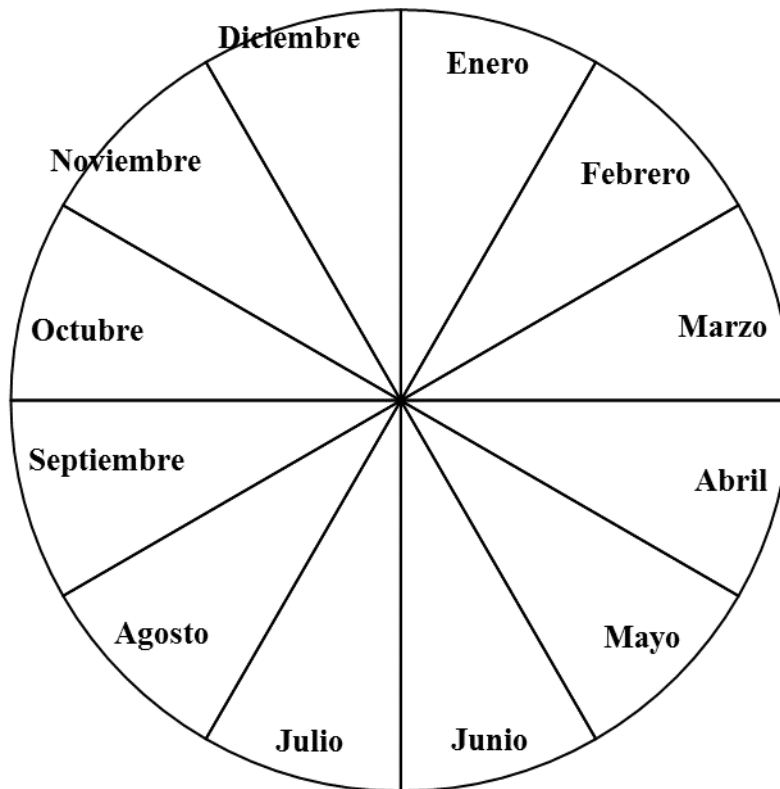 Enero
Febrero
Marzo
Abril
Mayo
Junio
Julio
Agosto
Septiembre
Octubre
Noviembre
Diciembre